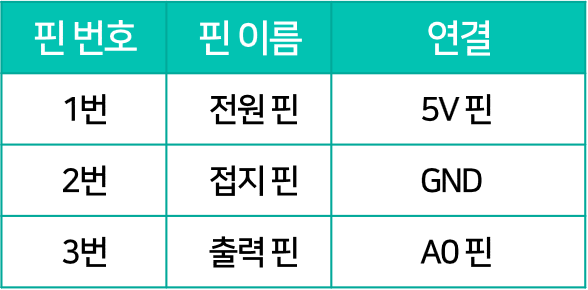 핀 번호 핀 이름 연결
1번 전원 핀 5V 핀
2번 접지 핀 GND
3번 출력 핀 A0 핀